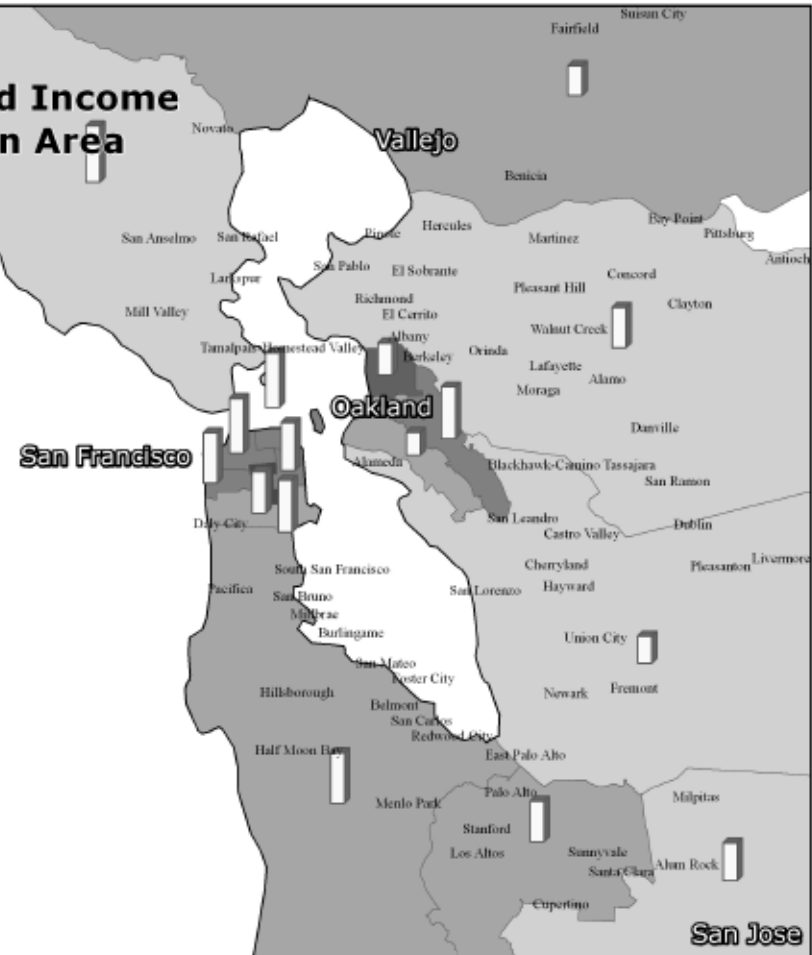 Suisun City
Fairfield
d Income
Novato
n Area
Vallejo
Benicia
Bay Point
Hercules
Pinole
Pittsburg
San Anselmo
San Rafael
Martinez
Antioch
San Pablo
El Sobrante
Concord
Larkspur
Pleasant Hill
Richmond
Clayton
Mill Valley
El Cerrito
Walnut Creek
Albany
Tamalpais-Homestead Valley
Orinda
Berkeley
Lafayette
Alamo
Moraga
Oakland
Danville
San Francisco
Alameda
Blackhawk-Camino Tassajara
San Ramon
San Leandro
Daly City
Dublin
Castro Valley
Livermore
Cherryland
Pleasanton
South San Francisco
Hayward
Pacifica
San Lorenzo
San Bruno
Millbrae
Burlingame
Union City
San Mateo
Foster City
Fremont
Hillsborough
Newark
Belmont
San Carlos
Redwood City
Half Moon Bay
East Palo Alto
Palo Alto
Milpitas
Menlo Park
Stanford
Los Altos
Sunnyvale
Alum Rock
Santa Clara
Cupertino
San Jose